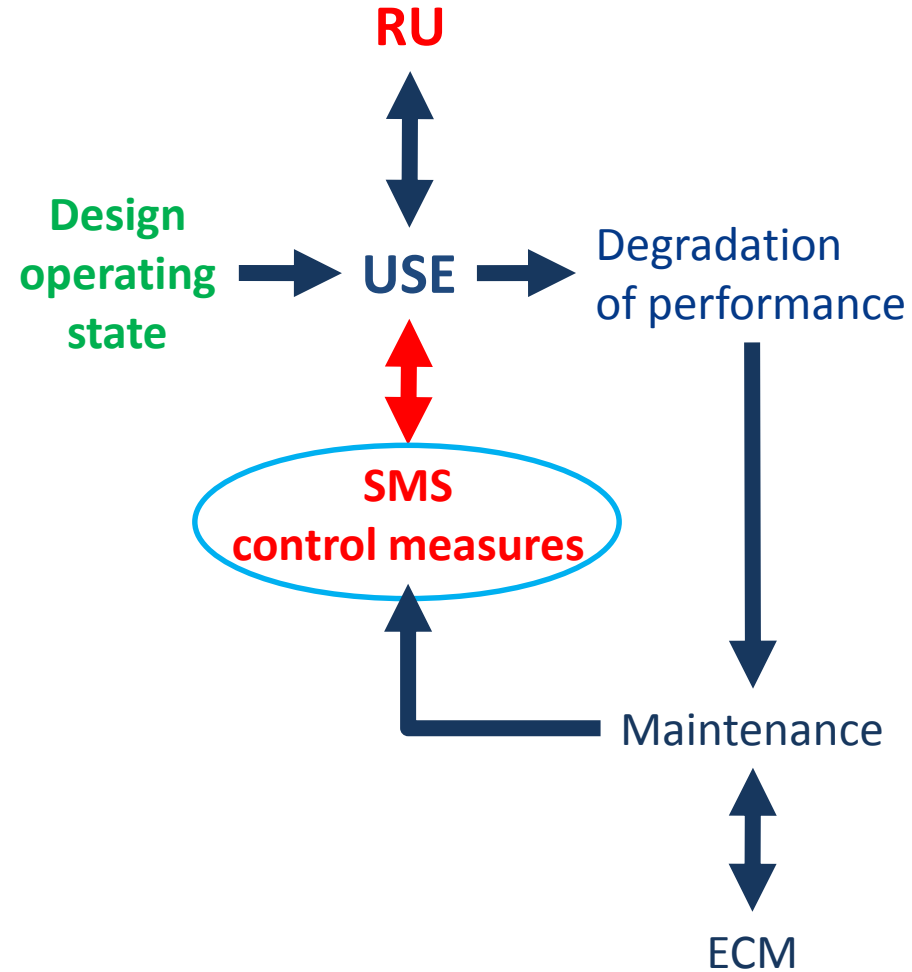 RU
Design
operating
state
USE
Degradation
of performance
SMS
control measures
Maintenance
ECM